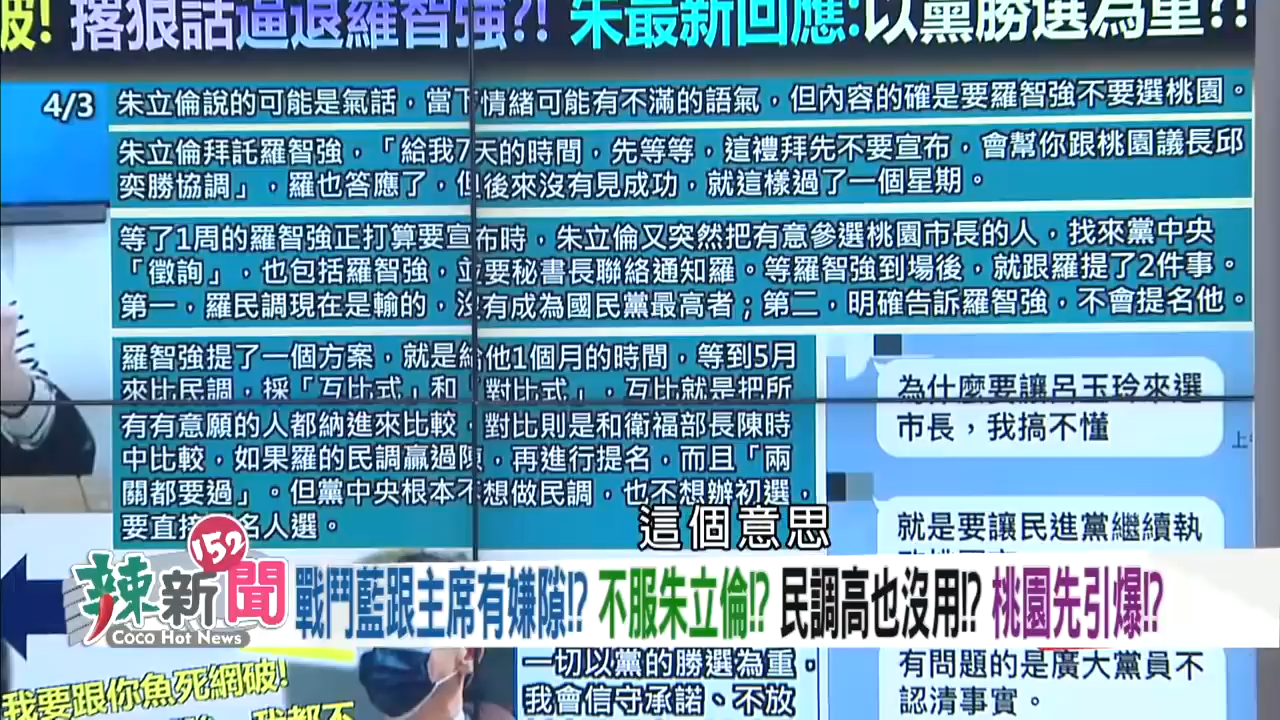 破! 撂狠話逼退羅智強?! 朱最新回應:以黨勝選為重?!
4/3
朱立倫說的可能是氣話，當下情緒可能有不滿的語氣，但內容的確是要羅智強不要選桃園。
朱立倫拜託羅智強，「給我7天的時間，先等等，這禮拜先不要宣布，會幫你跟桃園議長邱
奕勝協調」，羅也答應了，但後來沒有見成功，就這樣過了一個星期。
等了1周的羅智強正打算要宣布時，朱立倫又突然把有意參選桃園市長的人，找來黨中央
「徵詢」，也包括羅智強，並要秘書長聯絡通知羅。等羅智強到場後，就跟羅提了2件事。
第一，羅民調現在是輸的，沒有成為國民黨最高者；第二，明確告訴羅智強，不會提名他。
羅智強提了一個方案，就是給他1個月的時間，等到5月
來比民調，採「互比式」和「對比式」，互比就是把所
有有意願的人都納進來比較，對比則是和衛福部長陳時
中比較，如果羅的民調贏過陳，再進行提名，而且「兩
關都要過」。但黨中央根本不想做民調，也不想辦初選，
要直接 名人選。
為什麼要讓呂玉玲來選
市長，我搞不懂
上
就是要讓民進黨繼續執
這個意思
152
辣新聞
Coco Hot News
戰鬥藍跟主席有嫌隙!? 不服朱立倫!? 民調高也沒用!? 桃園先引爆!?
我要跟你魚死網破!
我都不
一切以黨的勝選為重，
我會信守承諾、不放
有問題的是廣大黨員不
認清事實。